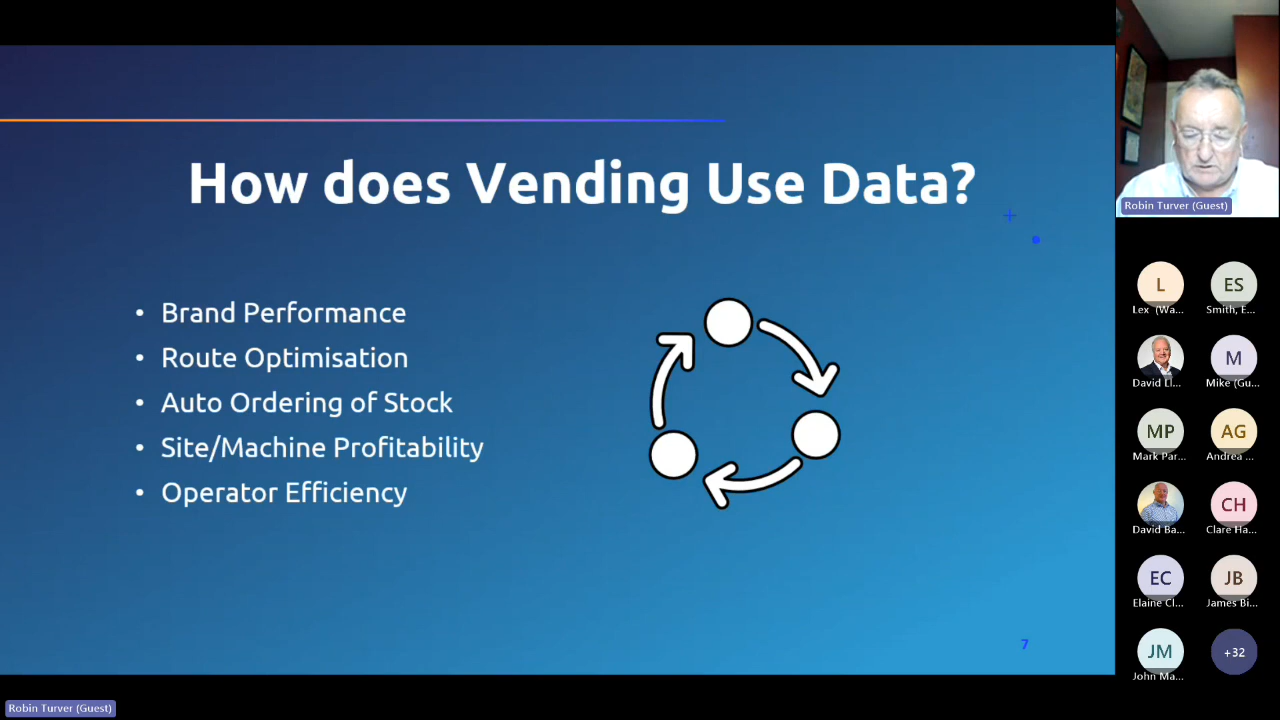 How does Vending Use Data?
• Brand Performance
• Route Optimisation
• Auto Ordering of Stock
• Site/Machine Profitability
• Operator Efficiency
7
Robin Turver (Guest)
L
ES
Lex (Wa...
Smith, E...
M
David Ll...
Mike (Gu...
MP
AG
Mark Par...
Andrea ...
CH
David Ba...
Clare Ha...
EC
JB
Elaine Cl...
James Bi...
JM
+32
John Ma...
Robin Turver (Guest)